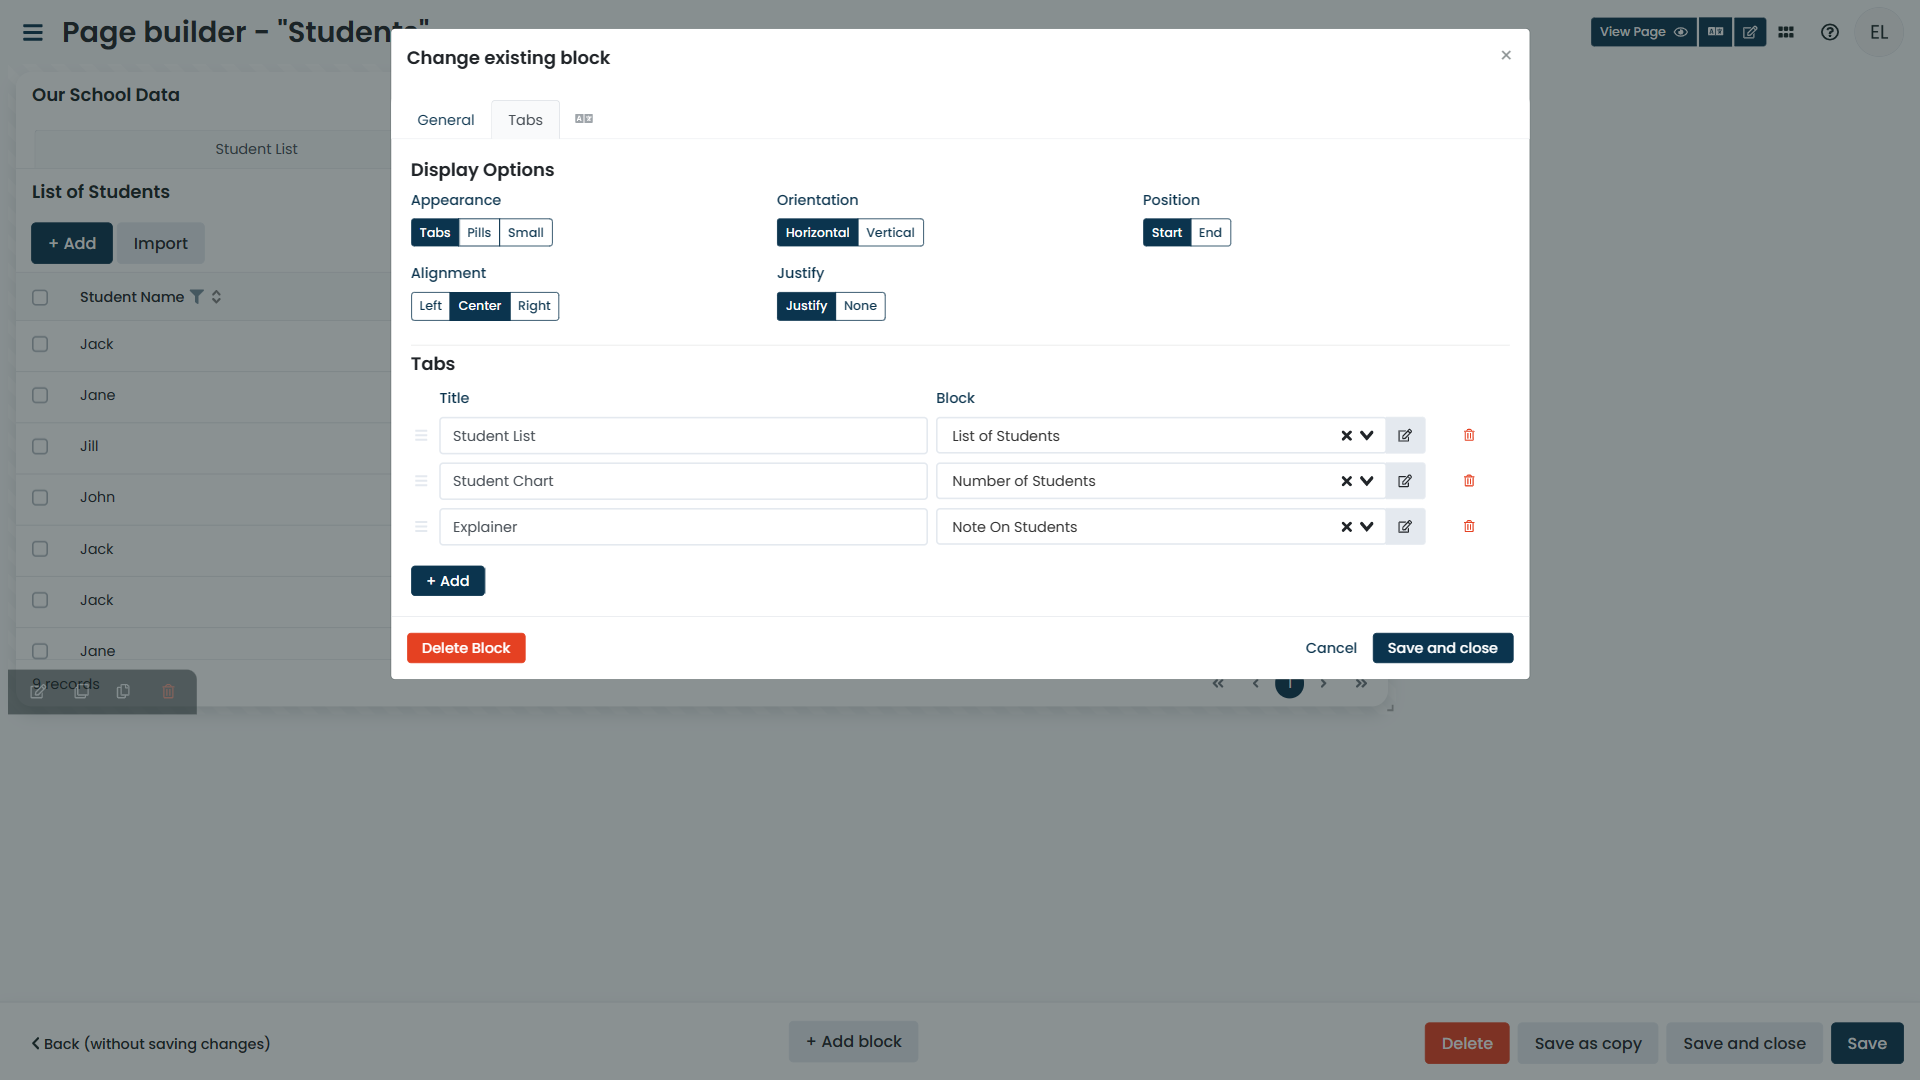 Page builder - "Students"
View Page
EL
Our School Data
Student List
List of Students
+ Add
Import
Student Name
Jack
Jane
Jill
John
Jack
Jack
Jane
9 records
Change existing block
×
General
Tabs
Display Options
Appearance
Orientation
Position
Tabs Pills Small
Horizontal Vertical
Start End
Alignment
Justify
Left Center Right
Justify None
Tabs
Title
Block
Student List
List of Students
Student Chart
Number of Students
Explainer
Note On Students
+ Add
Delete Block
Cancel
Save and close
« ‹ 1 › »
Back (without saving changes)
+ Add block
Delete
Save as copy
Save and close
Save